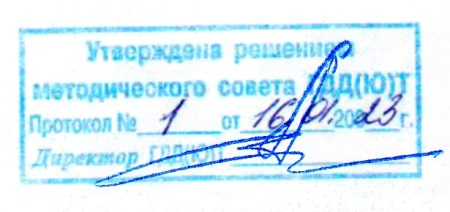 Утверждена решением
методического совета ГДД(Ю)Т
Протокол № 1 от 16.01.2023 г.
Директор ГДД(Ю)Т